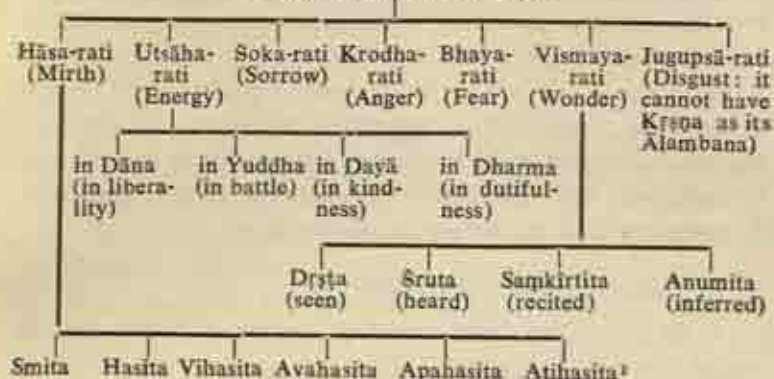 Hāsa-rati Utsāha- Soka-rati Krodha- Bhaya- Vismaya- Jugupsā-rati
(Mirth) rati (Sorrow) rati rati rati (Disgust: it
(Energy) (Anger) (Fear) (Wonder) cannot have
Kṛṣṇa as its
Ālambana)
in Dāna in Yuddha in Dayā in Dharma
(in libera- (in battle) (in kind- (in dutiful-
lity) ness) ness)
Dṛṣṭa Śruta Saṃkīrtita Anumita
(seen) (heard) (recited) (inferred)
Smita Hasita Vihasita Avahasita Apahasita Atihasita²